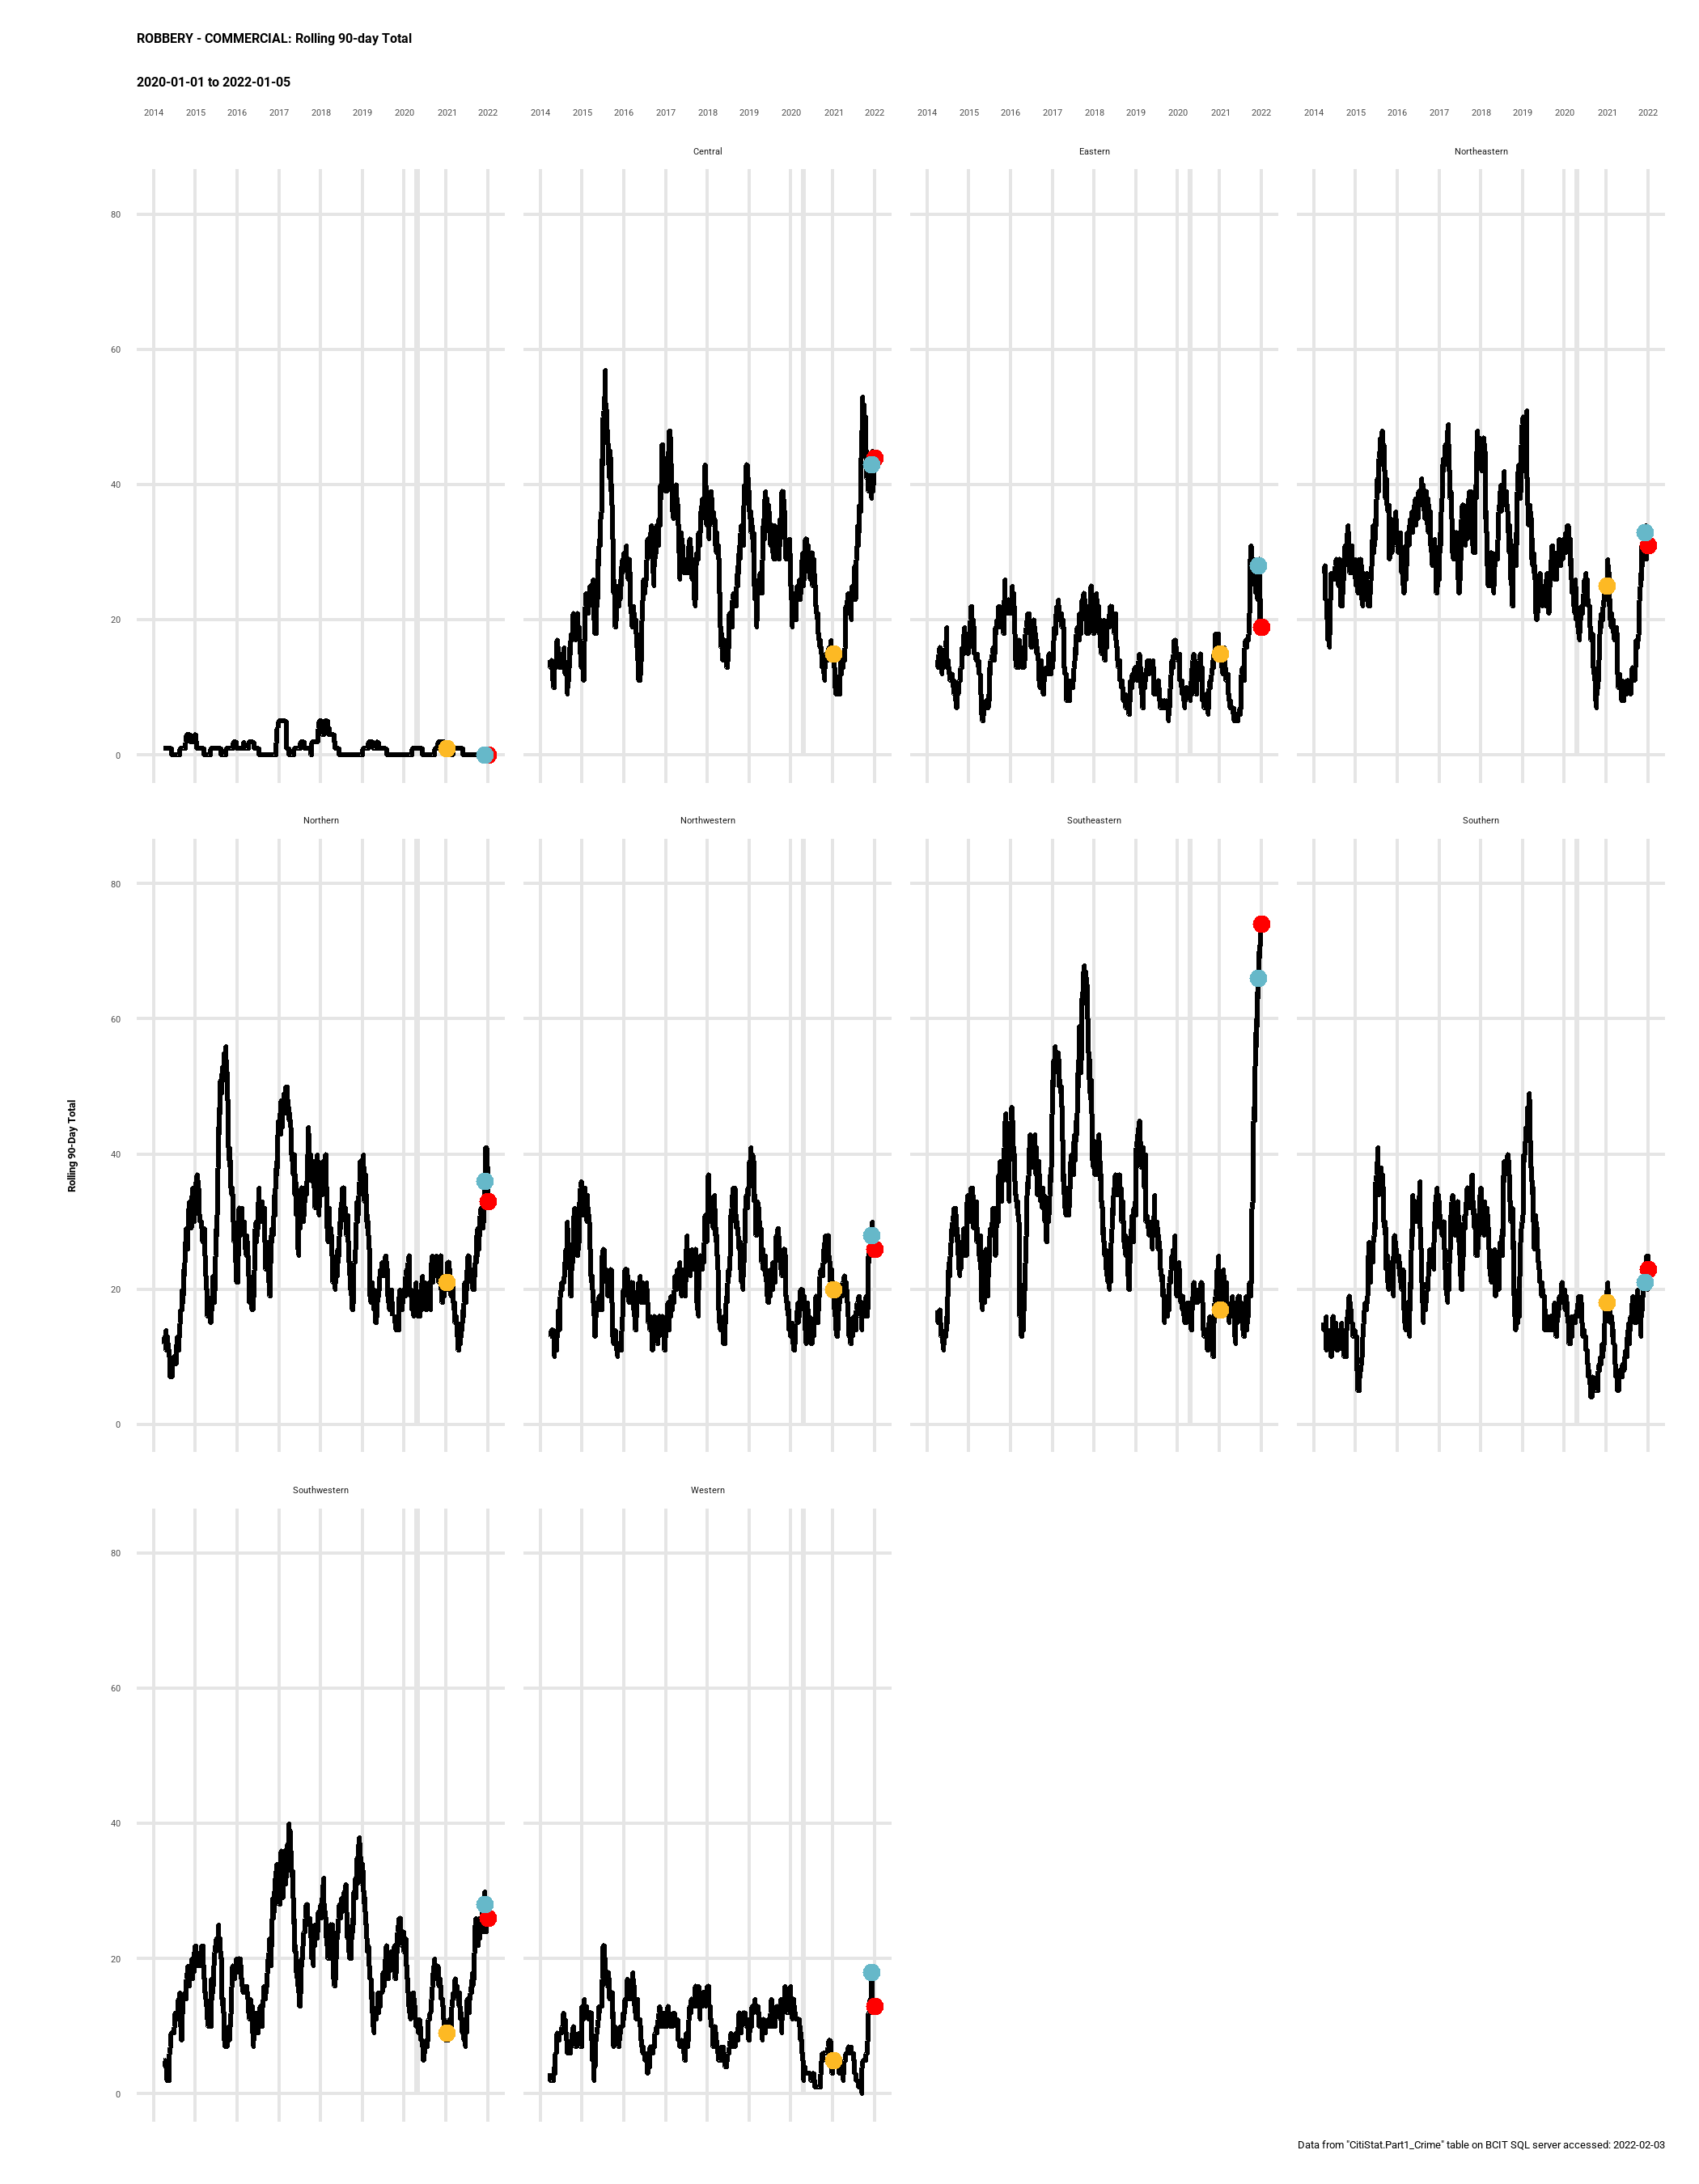 ROBBERY - COMMERCIAL: Rolling 90-day Total
2020-01-01 to 2022-01-05
2014 2015 2016 2017 2018 2019 2020 2021 2022 2014 2015 2016 2017 2018 2019 2020 2021 2022 2014 2015 2016 2017 2018 2019 2020 2021 2022 2014 2015 2016 2017 2018 2019 2020 2021 2022
Central Eastern Northeastern
80
60
40
20
0
Northern Northwestern Southeastern Southern
80
60
40
20
0
Rolling 90-Day Total
Southwestern Western
80
60
40
20
0
Data from "CitiStat.Part1_Crime" table on BCIT SQL server accessed: 2022-02-03